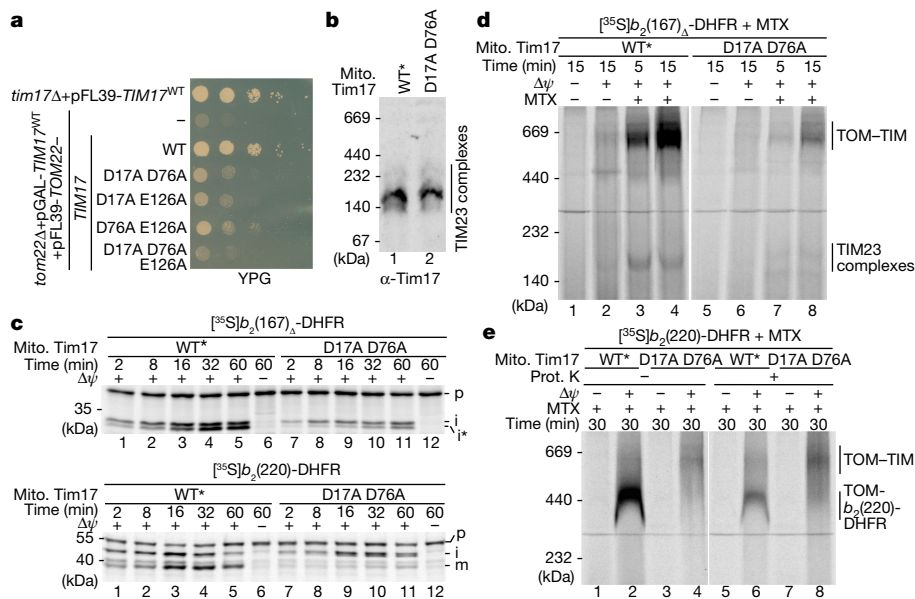 a
tim17Δ+pFL39-TIM17WT
–
WT
D17A D76A
D17A E126A
D76A E126A
D17A D76A
E126A
tom22Δ+pGAL-TIM17WT
+pFL39-TOM22–
TIM17
YPG
b
Mito.
Tim17
WT*
D17A D76A
669
440
232
140
67
(kDa)
1 2
α-Tim17
TIM23 complexes
c
[35S]b2(167)Δ-DHFR
Mito. Tim17 WT* D17A D76A
Time (min) 2 8 16 32 60 60 2 8 16 32 60 60
Δψ + + + + + – + + + + + –
p
35
(kDa)
i
i*
1 2 3 4 5 6 7 8 9 10 11 12
[35S]b2(220)-DHFR
Mito. Tim17 WT* D17A D76A
Time (min) 2 8 16 32 60 60 2 8 16 32 60 60
Δψ + + + + + – + + + + + –
55
p
i
40
m
(kDa)
1 2 3 4 5 6 7 8 9 10 11 12
d
[35S]b2(167)Δ-DHFR + MTX
Mito. Tim17 WT* D17A D76A
Time (min) 15 15 5 15 15 15 5 15
Δψ – + + + – + + +
MTX – – + + – – + +
669
440
232
140
(kDa)
TOM–TIM
TIM23
complexes
1 2 3 4 5 6 7 8
e
[35S]b2(220)-DHFR + MTX
Mito. Tim17 WT* D17A D76A WT* D17A D76A
Prot. K – +
Δψ – + – + – + – +
MTX + + + + + + + +
Time (min) 30 30 30 30 30 30 30 30
669
440
232
(kDa)
TOM–TIM
TOM-
b2(220)-
DHFR
1 2 3 4 5 6 7 8